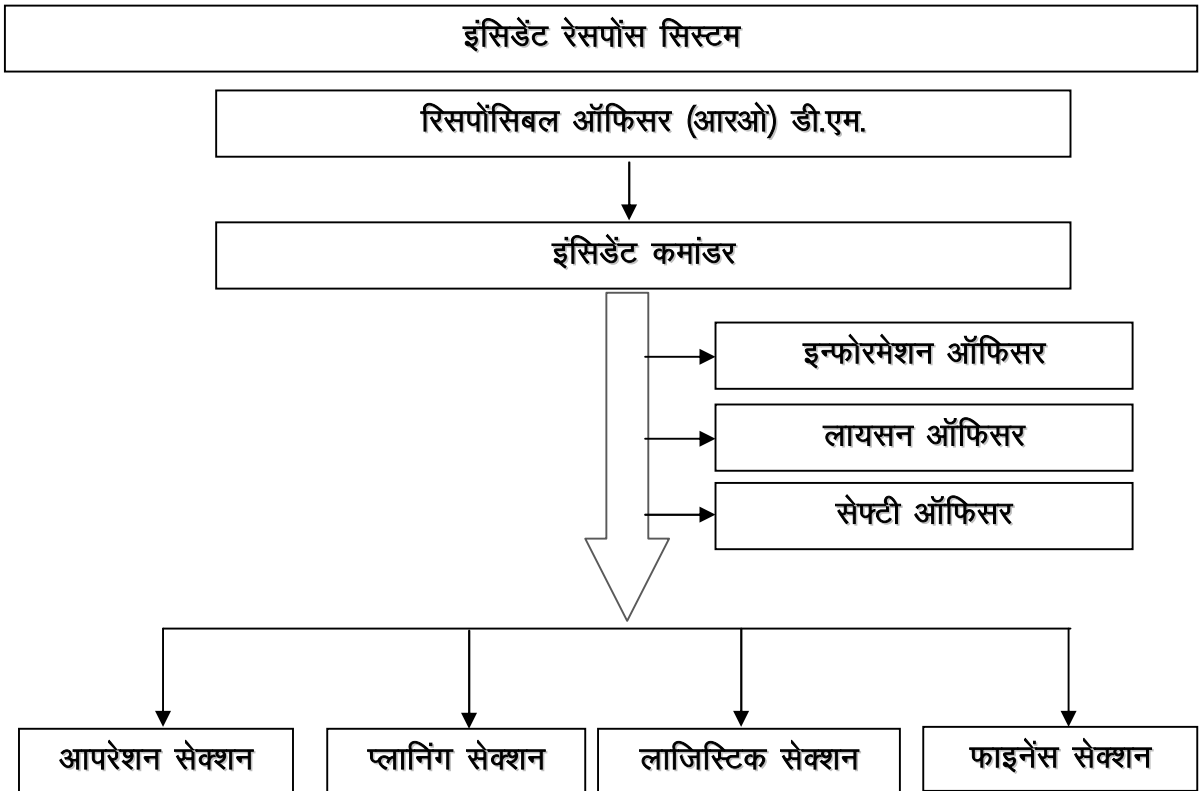 इंसिडेंट रेसपोंस सिस्टम
रिसपोंसिबल ऑफिसर (आरओ) डी.एम.
इंसिडेंट कमांडर
इन्फोरमेशन ऑफिसर
लायसन ऑफिसर
सेफ्टी ऑफिसर
आपरेशन सेक्शन
प्लानिंग सेक्शन
लाजिस्टिक सेक्शन
फाइनेंस सेक्शन